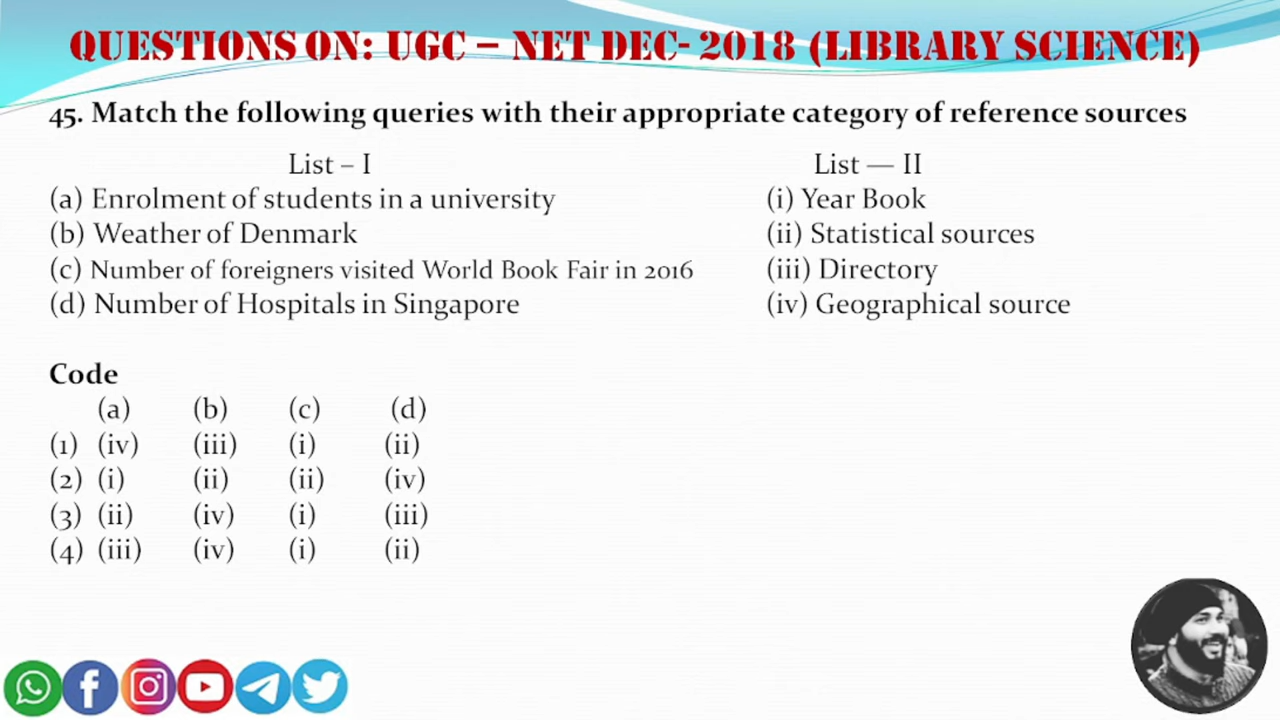 QUESTIONS ON: UGC – NET DEC- 2018 (LIBRARY SCIENCE)
45. Match the following queries with their appropriate category of reference sources
List – I List — II
(a) Enrolment of students in a university (i) Year Book
(b) Weather of Denmark (ii) Statistical sources
(c) Number of foreigners visited World Book Fair in 2016 (iii) Directory
(d) Number of Hospitals in Singapore (iv) Geographical source
Code
(a) (b) (c) (d)
(1) (iv) (iii) (i) (ii)
(2) (i) (ii) (ii) (iv)
(3) (ii) (iv) (i) (iii)
(4) (iii) (iv) (i) (ii)